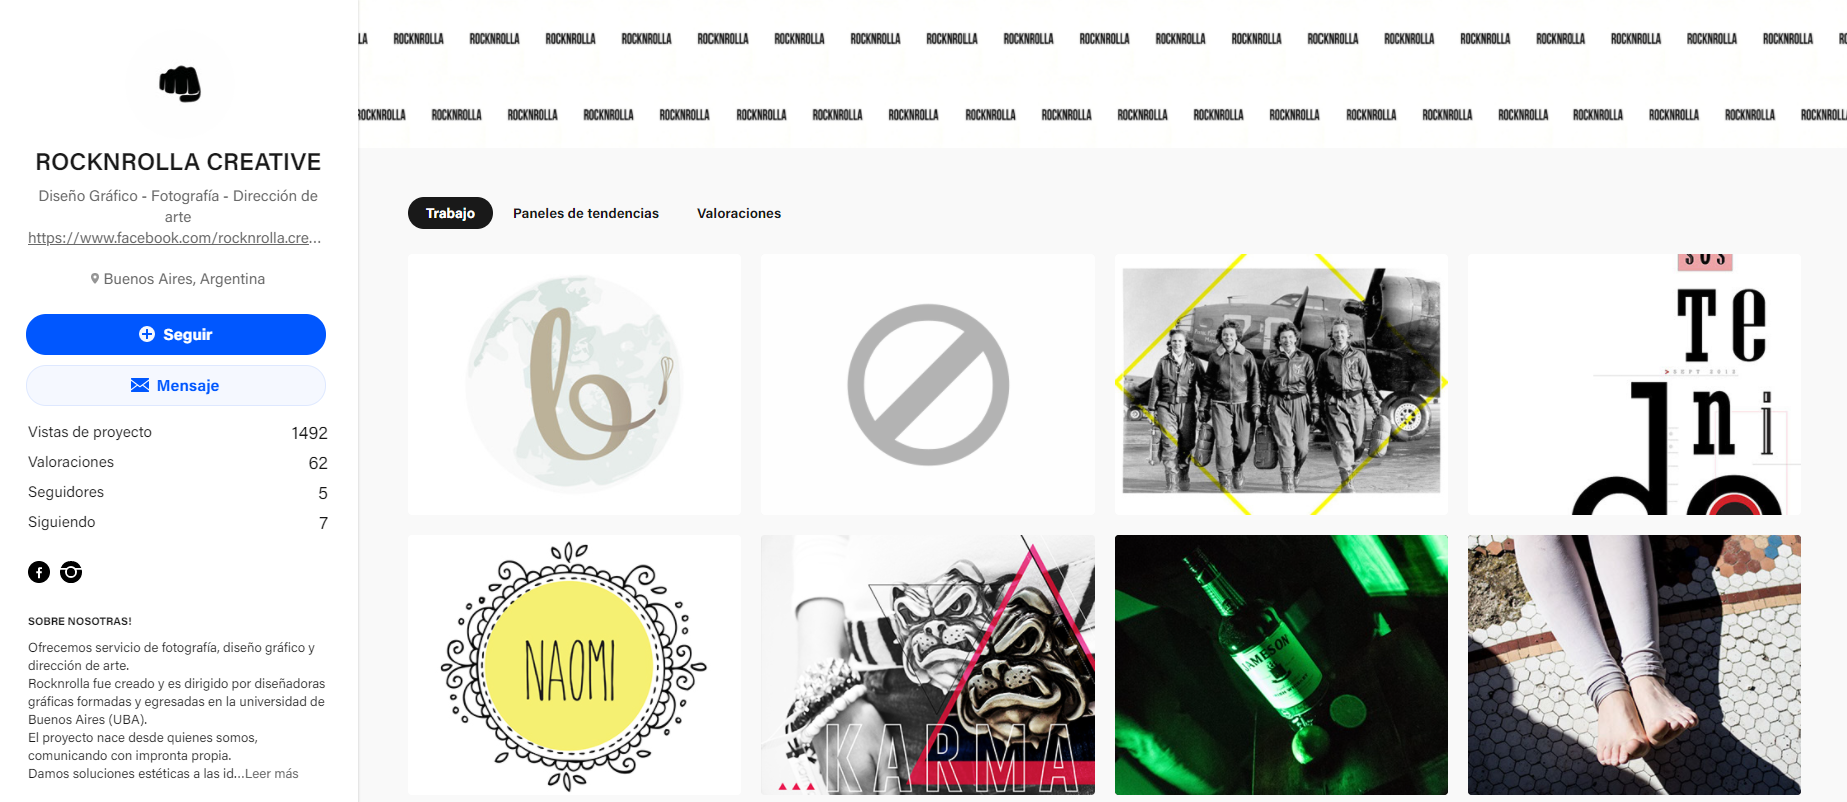 ROCKNROLLA ROCKNROLLA ROCKNROLLA ROCKNROLLA ROCKNROLLA ROCKNROLLA ROCKNROLLA ROCKNROLLA ROCKNROLLA ROCKNROLLA ROCKNROLLA ROCKNROLLA ROCKNROLLA ROCKNROLLA ROCKNROLLA ROCKNROLLA ROCKNROLLA ROCKNROLLA ROCKNROLLA
ROCKNROLLA ROCKNROLLA ROCKNROLLA ROCKNROLLA ROCKNROLLA ROCKNROLLA ROCKNROLLA ROCKNROLLA ROCKNROLLA ROCKNROLLA ROCKNROLLA ROCKNROLLA ROCKNROLLA ROCKNROLLA ROCKNROLLA ROCKNROLLA ROCKNROLLA ROCKNROLLA
ROCKNROLLA CREATIVE
Diseño Gráfico - Fotografía - Dirección de
arte
https://www.facebook.com/rocknrolla.cre...
Buenos Aires, Argentina
Seguir
Mensaje
Vistas de proyecto 1492
Valoraciones 62
Seguidores 5
Siguiendo 7
SOBRE NOSOTRAS!
Ofrecemos servicio de fotografía, diseño gráfico y
dirección de arte.
Rocknrolla fue creado y es dirigido por diseñadoras
gráficas formadas y egresadas en la universidad de
Buenos Aires (UBA).
El proyecto nace desde quienes somos,
comunicando con impronta propia.
Damos soluciones estéticas a las id...Leer más
Trabajo Paneles de tendencias Valoraciones
b
sos
Te
>SEPT 2012
ni
do
NAOMI
KARMA
JAMESON